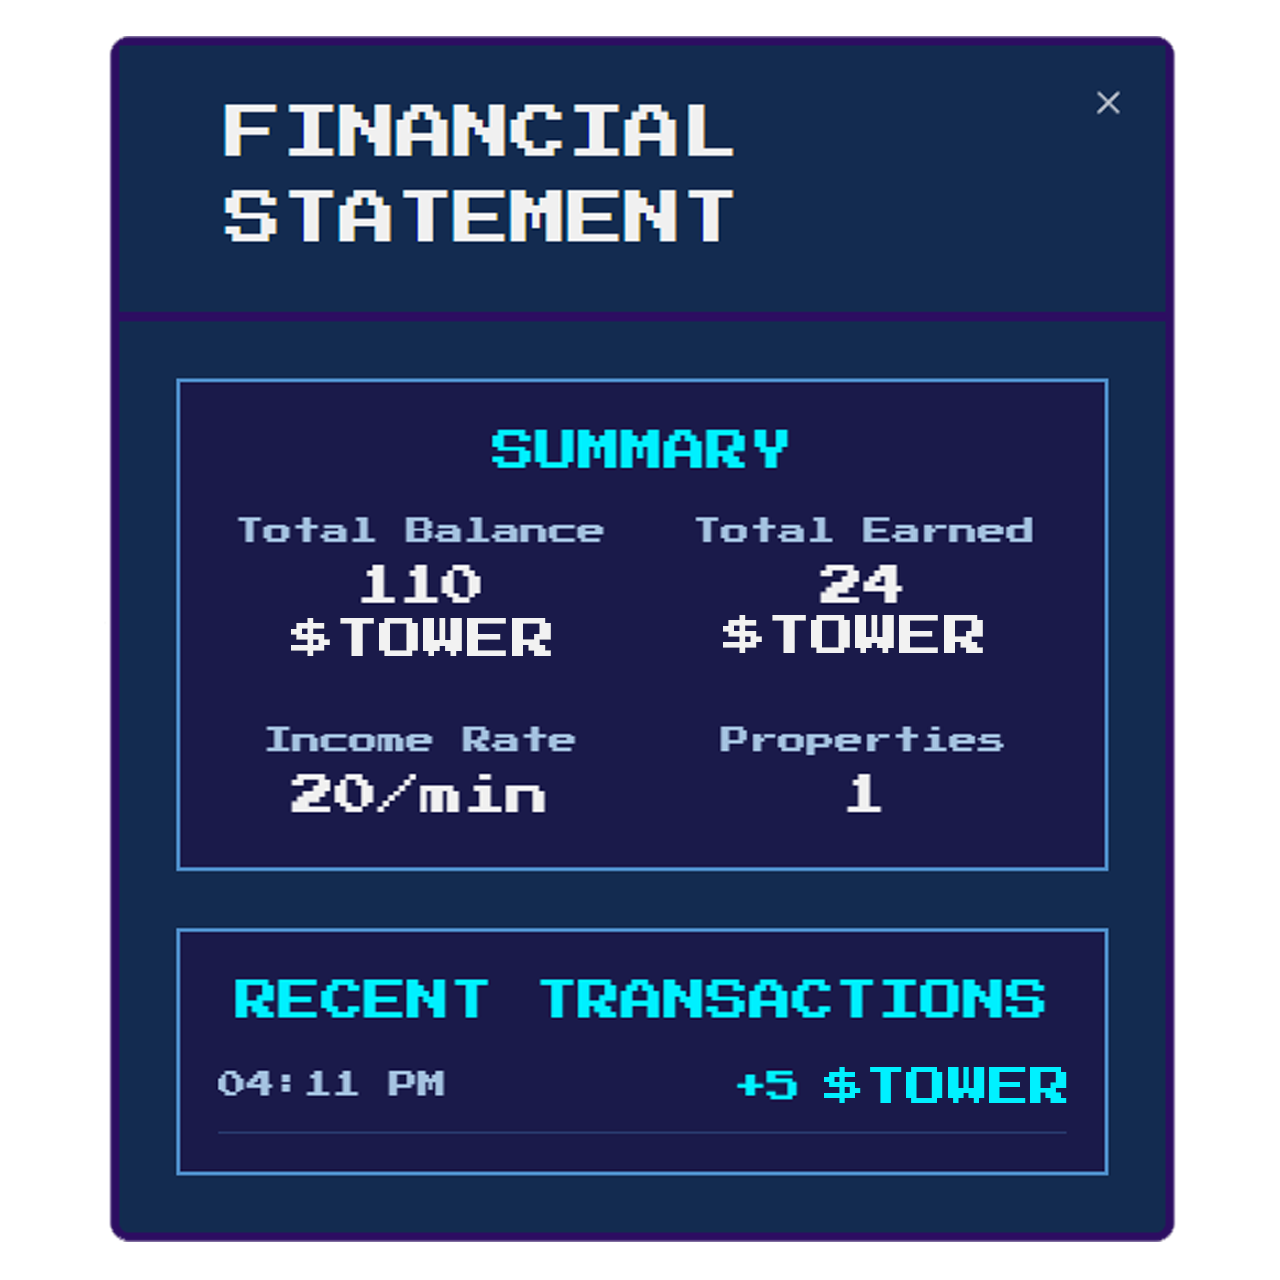 FINANCIAL
STATEMENT
SUMMARY
Total Balance
110
$TOWER
Total Earned
24
$TOWER
Income Rate
20/min
Properties
1
RECENT TRANSACTIONS
04:11 PM +5 $TOWER